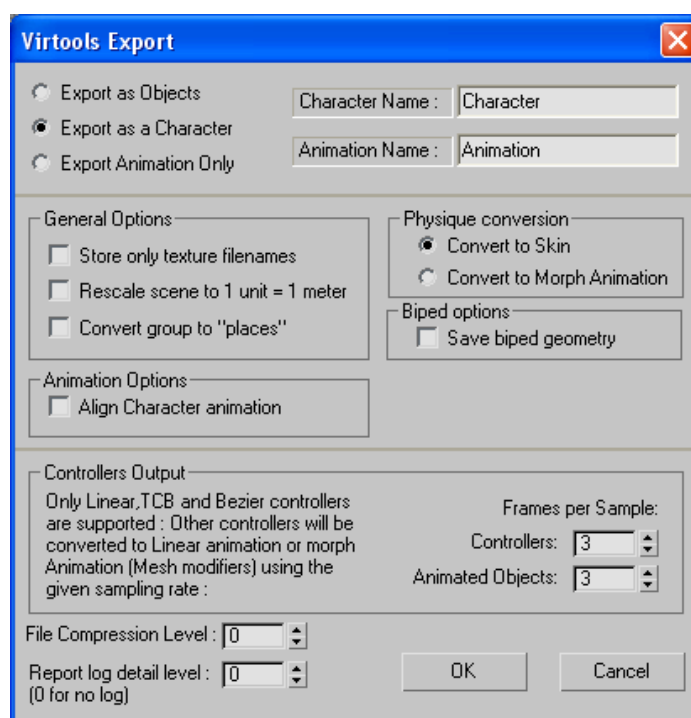 Virtools Export
Export as Objects
Export as a Character
Export Animation Only
Character Name : Character
Animation Name : Animation
General Options
Store only texture filenames
Rescale scene to 1 unit = 1 meter
Convert group to "places"
Physique conversion
Convert to Skin
Convert to Morph Animation
Biped options
Save biped geometry
Animation Options
Align Character animation
Controllers Output
Only Linear,TCB and Bezier controllers
are supported : Other controllers will be
converted to Linear animation or morph
Animation (Mesh modifiers) using the
given sampling rate :
Frames per Sample:
Controllers: 3
Animated Objects: 3
File Compression Level : 0
Report log detail level : 0
(0 for no log)
OK
Cancel